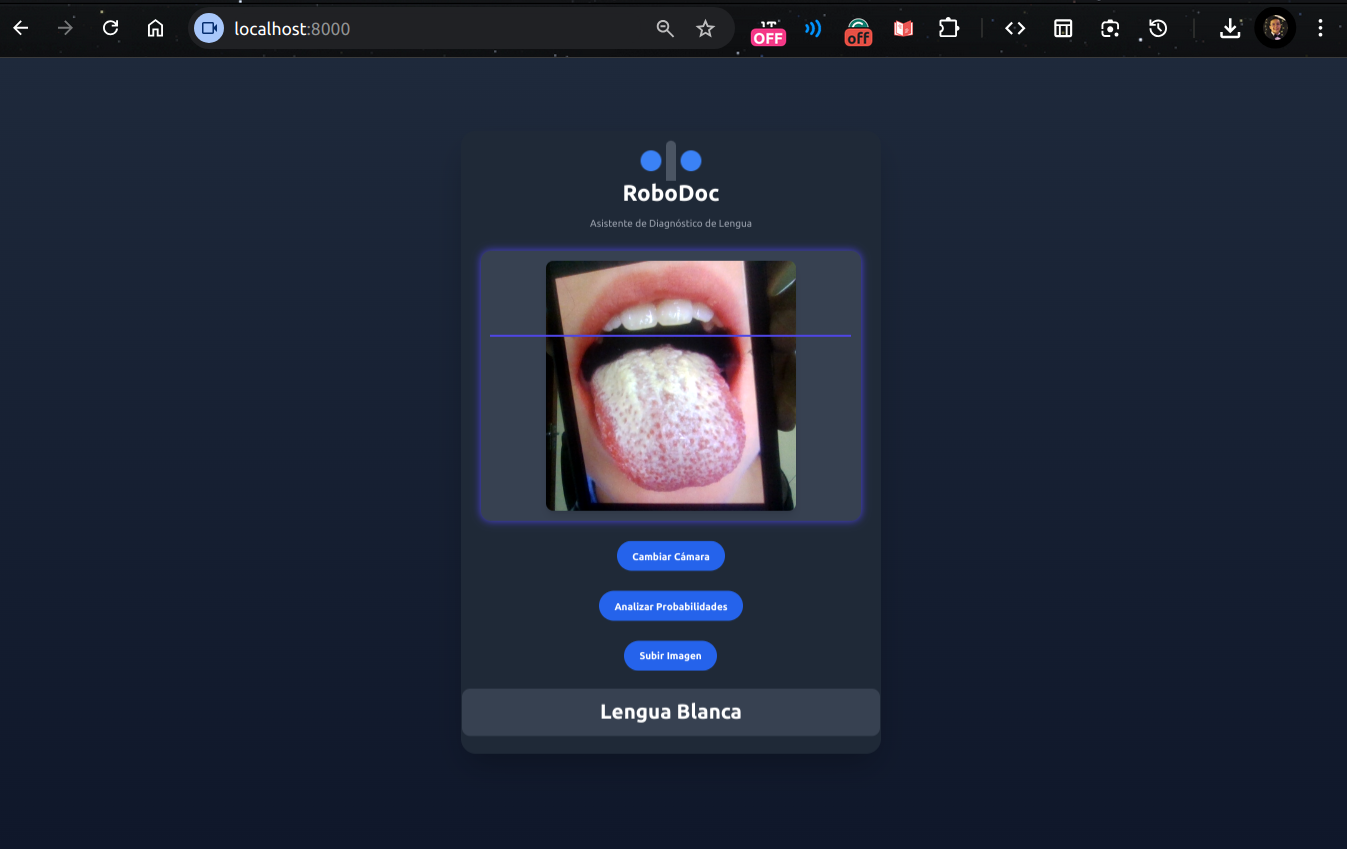 localhost:8000
OFF
off
RoboDoc
Asistente de Diagnóstico de Lengua
Cambiar Cámara
Analizar Probabilidades
Subir Imagen
Lengua Blanca